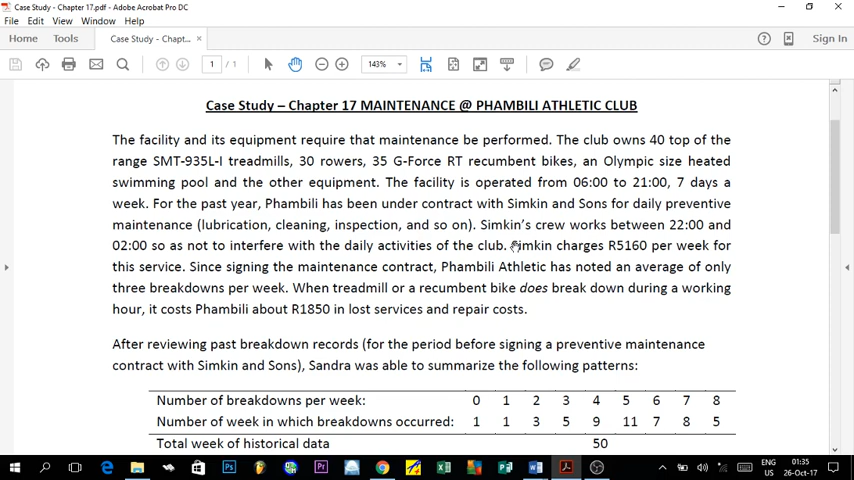 Case Study - Chapter 17.pdf - Adobe Acrobat Pro DC
File Edit View Window Help
Home Tools Case Study - Chapt... × Sign In
1 / 1 143%
Case Study – Chapter 17 MAINTENANCE @ PHAMBILI ATHLETIC CLUB
The facility and its equipment require that maintenance be performed. The club owns 40 top of the
range SMT-935L-I treadmills, 30 rowers, 35 G-Force RT recumbent bikes, an Olympic size heated
swimming pool and the other equipment. The facility is operated from 06:00 to 21:00, 7 days a
week. For the past year, Phambili has been under contract with Simkin and Sons for daily preventive
maintenance (lubrication, cleaning, inspection, and so on). Simkin’s crew works between 22:00 and
02:00 so as not to interfere with the daily activities of the club. Simkin charges R5160 per week for
this service. Since signing the maintenance contract, Phambili Athletic has noted an average of only
three breakdowns per week. When treadmill or a recumbent bike does break down during a working
hour, it costs Phambili about R1850 in lost services and repair costs.
After reviewing past breakdown records (for the period before signing a preventive maintenance
contract with Simkin and Sons), Sandra was able to summarize the following patterns:
Number of breakdowns per week: 0 1 2 3 4 5 6 7 8
Number of week in which breakdowns occurred: 1 1 3 5 9 11 7 8 5
Total week of historical data 50
ENG 01:35
US 26-Oct-17